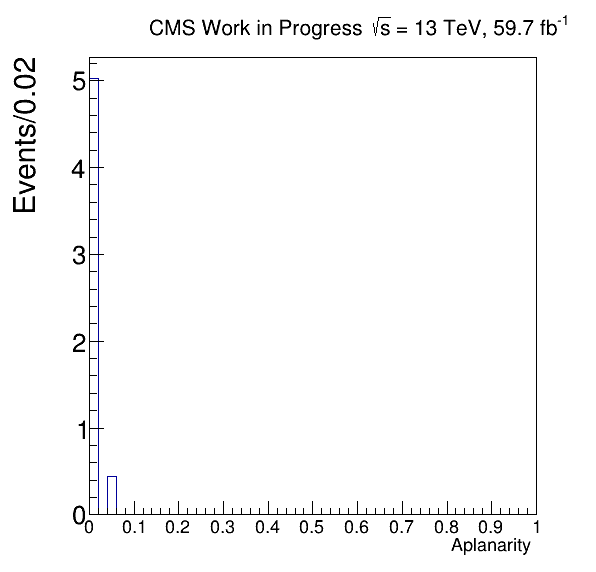 CMS Work in Progress √s = 13 TeV, 59.7 fb⁻¹
Events/0.02
5
4
3
2
1
0
0 0.1 0.2 0.3 0.4 0.5 0.6 0.7 0.8 0.9 1
Aplanarity